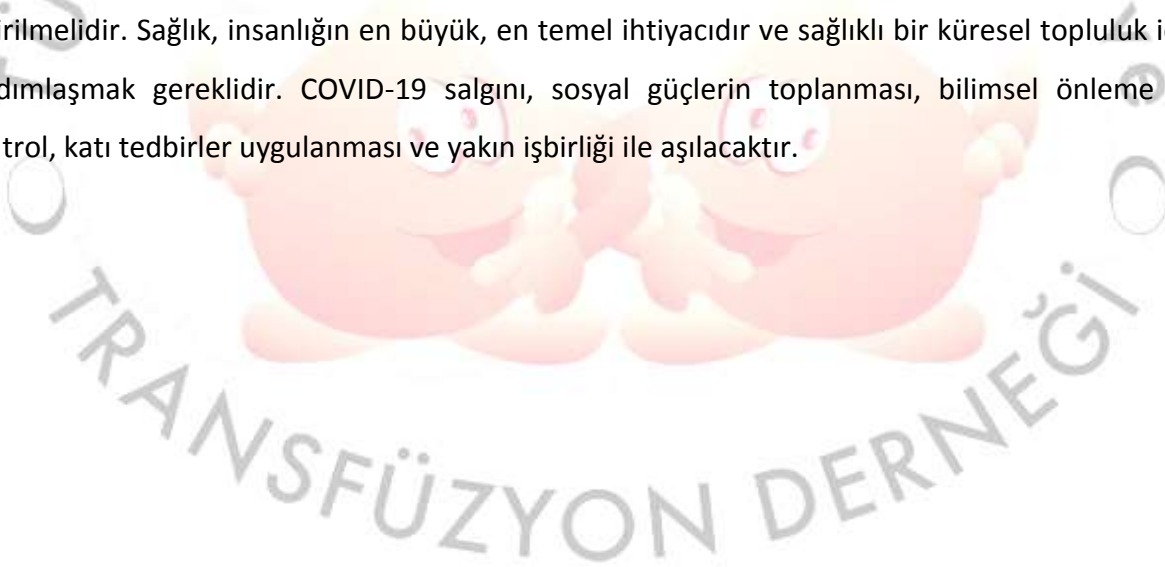 irilmelidir. Sağlık, insanlığın en büyük, en temel ihtiyacıdır ve sağlıklı bir küresel topluluk i
dımlaşmak gereklidir. COVID-19 salgını, sosyal güçlerin toplanması, bilimsel önleme
trol, katı tedbirler uygulanması ve yakın işbirliği ile aşılacaktır.
TRANSFÜZYON DERNEĞİ